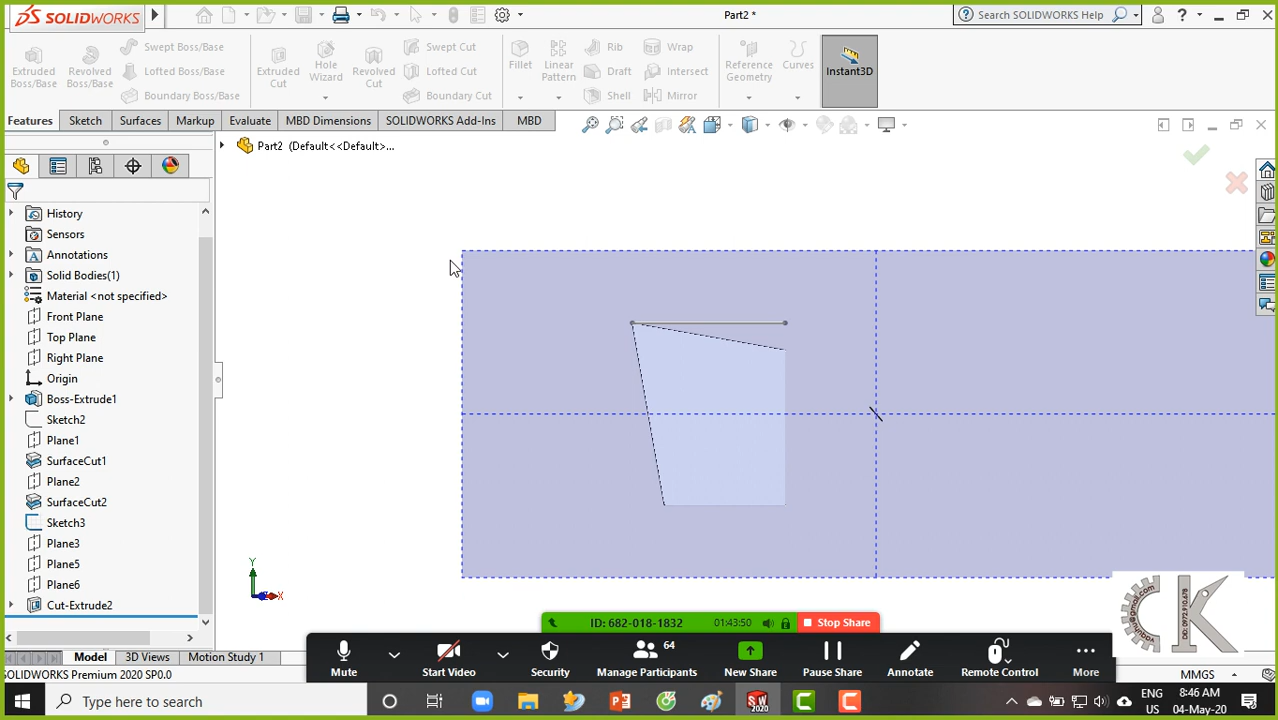 SOLIDWORKS
Part2 *
Search SOLIDWORKS Help
Extruded Boss/Base
Revolved Boss/Base
Swept Boss/Base
Lofted Boss/Base
Boundary Boss/Base
Extruded Cut
Hole Wizard
Revolved Cut
Swept Cut
Lofted Cut
Boundary Cut
Fillet
Linear Pattern
Rib
Draft
Shell
Wrap
Intersect
Mirror
Reference Geometry
Curves
Instant3D
Features
Sketch
Surfaces
Markup
Evaluate
MBD Dimensions
SOLIDWORKS Add-Ins
MBD
Part2 (Default<<Default>...
History
Sensors
Annotations
Solid Bodies(1)
Material <not specified>
Front Plane
Top Plane
Right Plane
Origin
Boss-Extrude1
Sketch2
Plane1
SurfaceCut1
Plane2
SurfaceCut2
Sketch3
Plane3
Plane5
Plane6
Cut-Extrude2
Y
X
ID: 682-018-1832
01:43:50
Stop Share
Mute
Start Video
Security
64
Manage Participants
New Share
Pause Share
Annotate
Remote Control
More
Model
3D Views
Motion Study 1
SOLIDWORKS Premium 2020 SP0.0
MMGS
Type here to search
SW 2020
ENG
US
8:46 AM
04-May-20